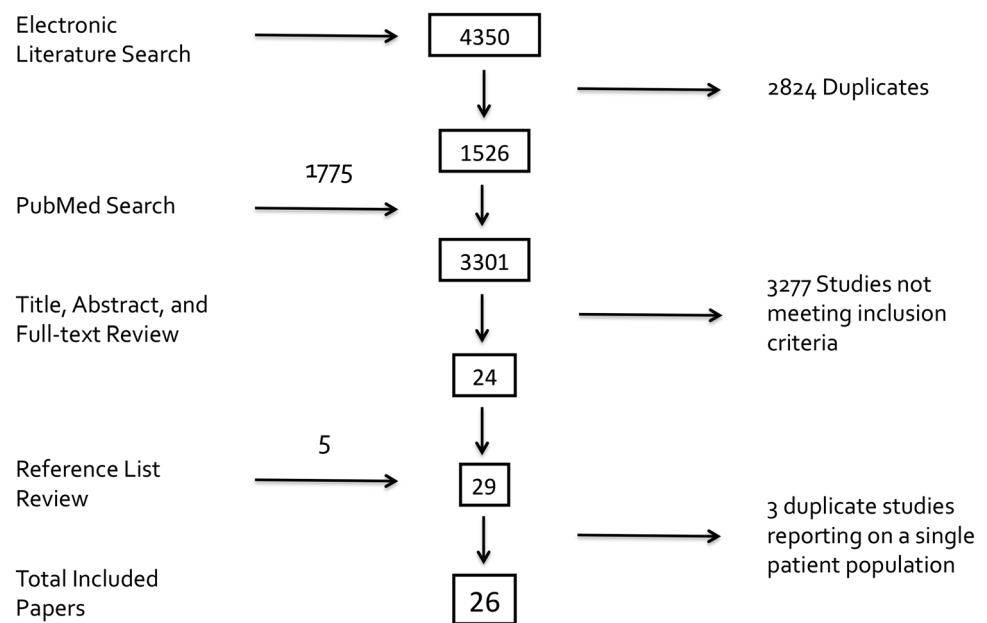 Electronic
Literature Search
4350
2824 Duplicates
1526
1775
PubMed Search
3301
Title, Abstract, and
Full-text Review
3277 Studies not
meeting inclusion
criteria
24
5
Reference List
Review
29
3 duplicate studies
reporting on a single
patient population
Total Included
Papers
26